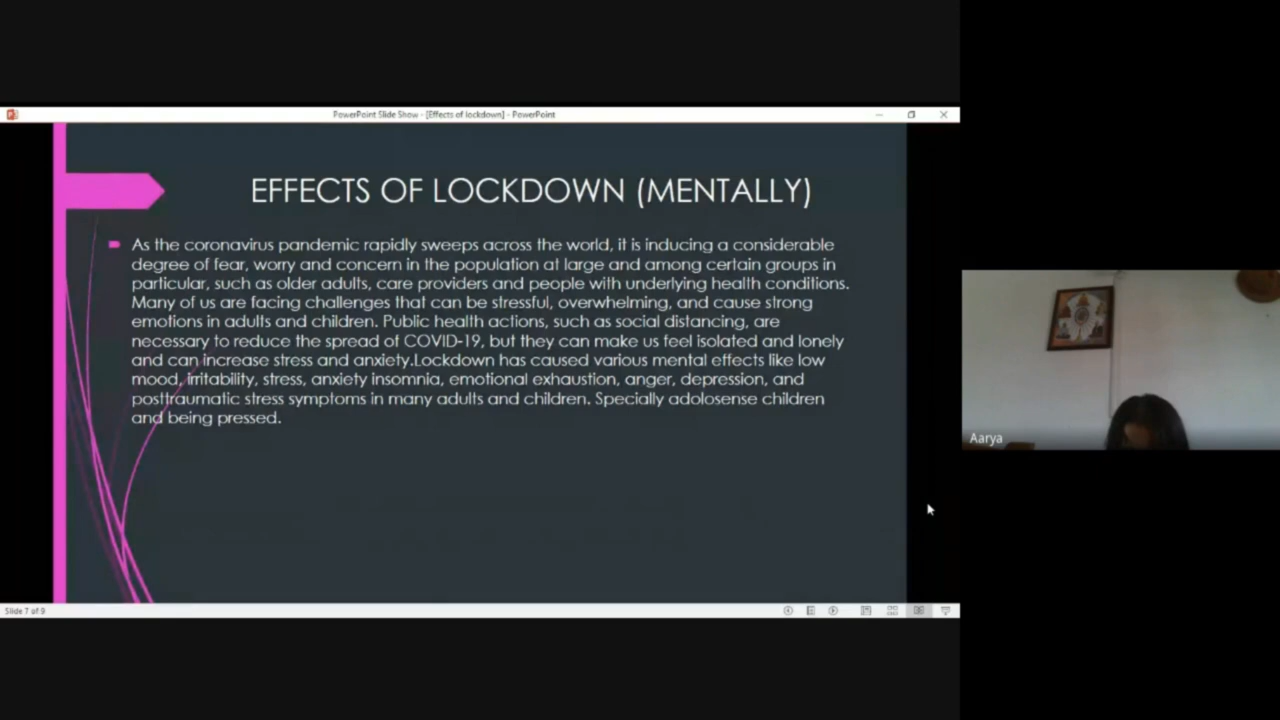 PowerPoint Slide Show - [Effects of lockdown] - PowerPoint
EFFECTS OF LOCKDOWN (MENTALLY)
As the coronavirus pandemic rapidly sweeps across the world, it is inducing a considerable
degree of fear, worry and concern in the population at large and among certain groups in
particular, such as older adults, care providers and people with underlying health conditions.
Many of us are facing challenges that can be stressful, overwhelming, and cause strong
emotions in adults and children. Public health actions, such as social distancing, are
necessary to reduce the spread of COVID-19, but they can make us feel isolated and lonely
and can increase stress and anxiety.Lockdown has caused various mental effects like low
mood, irritability, stress, anxiety insomnia, emotional exhaustion, anger, depression, and
posttraumatic stress symptoms in many adults and children. Specially adolosense children
and being pressed.
Aarya
Slide 7 of 9